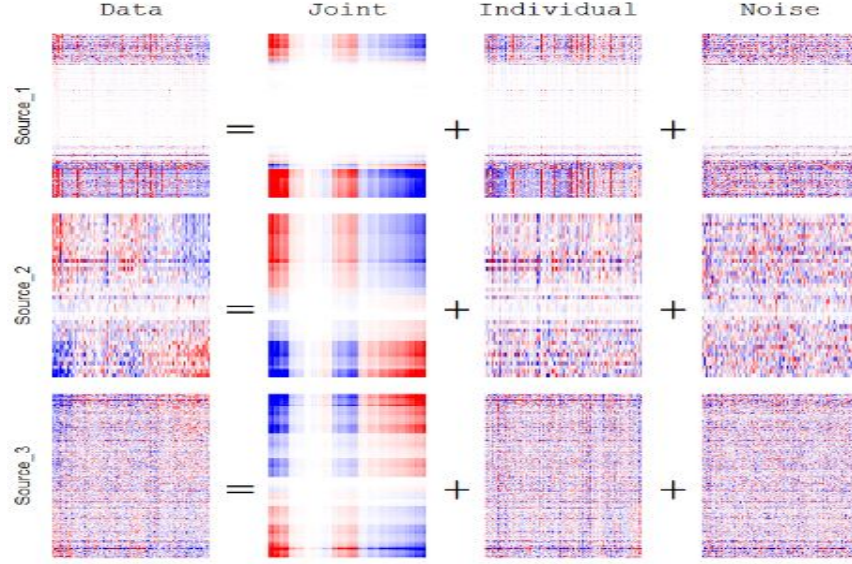 Data Joint Individual Noise
Source_1
= + +
Source_2
= + +
Source_3
= + +